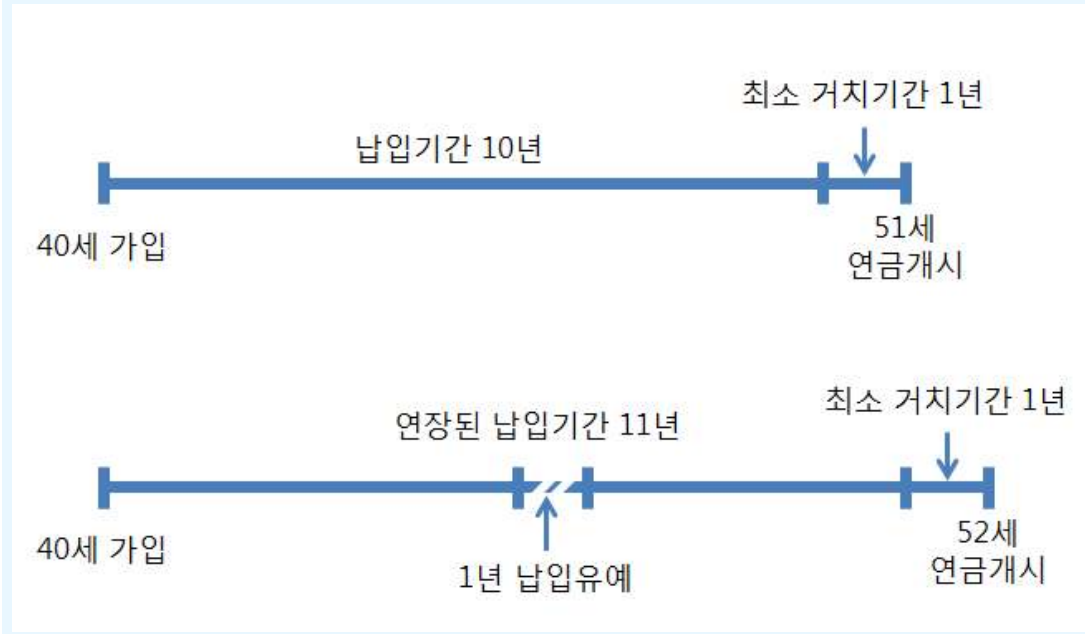 최소 거치기간 1년
납입기간 10년
40세 가입
51세
연금개시
최소 거치기간 1년
연장된 납입기간 11년
40세 가입
1년 납입유예
52세
연금개시